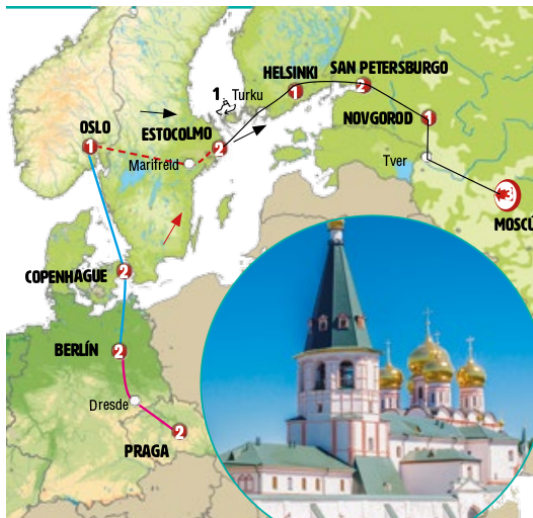 HELSINKI
SAN PETERSBURGO
1
Turku
1
2
OSLO
ESTOCOLMO
NOVGOROD
1
1
2
Marifreld
Tver
3
MOSCÚ
COPENHAGUE
2
BERLÍN
2
Dresde
PRAGA
2